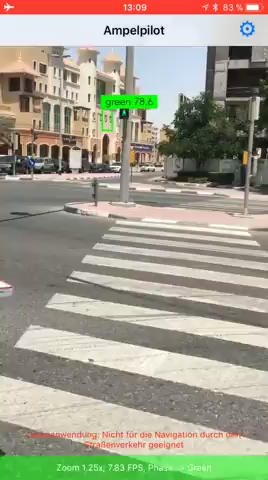 13:09
83 %
Ampelpilot
green 78.6
Nicht für die Navigation durch den
Straßenverkehr geeignet
Zoom 1.25x, 7.83 FPS, Phase -> Green